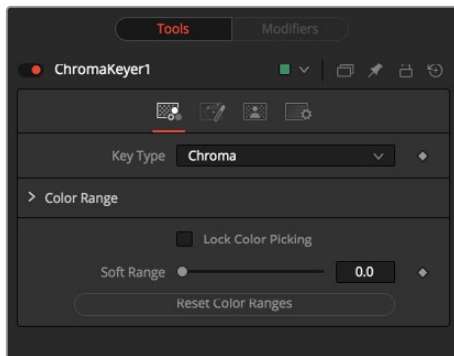 Tools Modifiers
ChromaKeyer1
Key Type Chroma
Color Range
Lock Color Picking
Soft Range 0.0
Reset Color Ranges